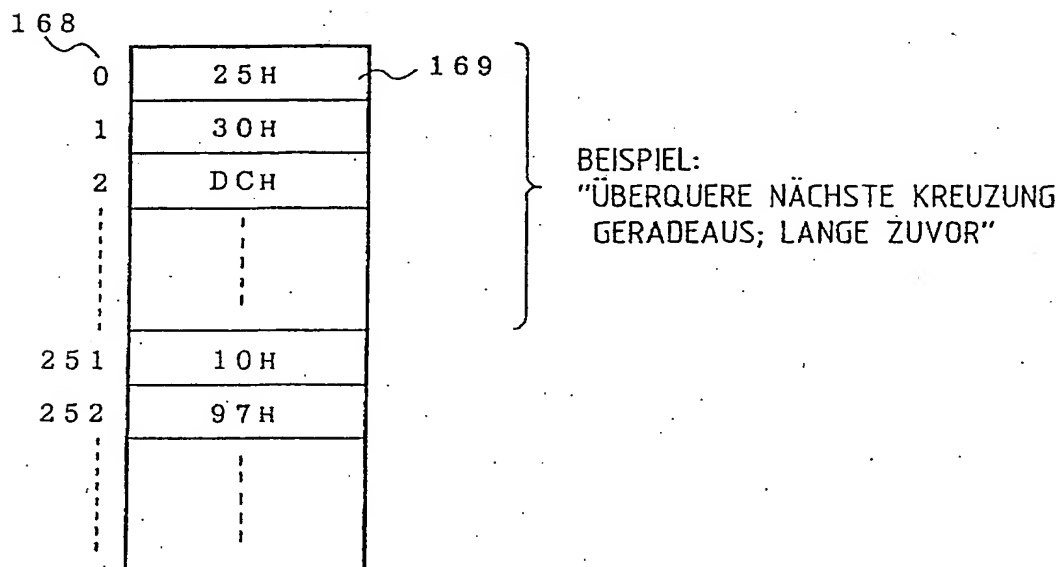 168
0 25H 169
1 30H
2 DCH
BEISPIEL:
"ÜBERQUERE NÄCHSTE KREUZUNG
GERADEAUS; LANGE ZUVOR"
251 10H
252 97H